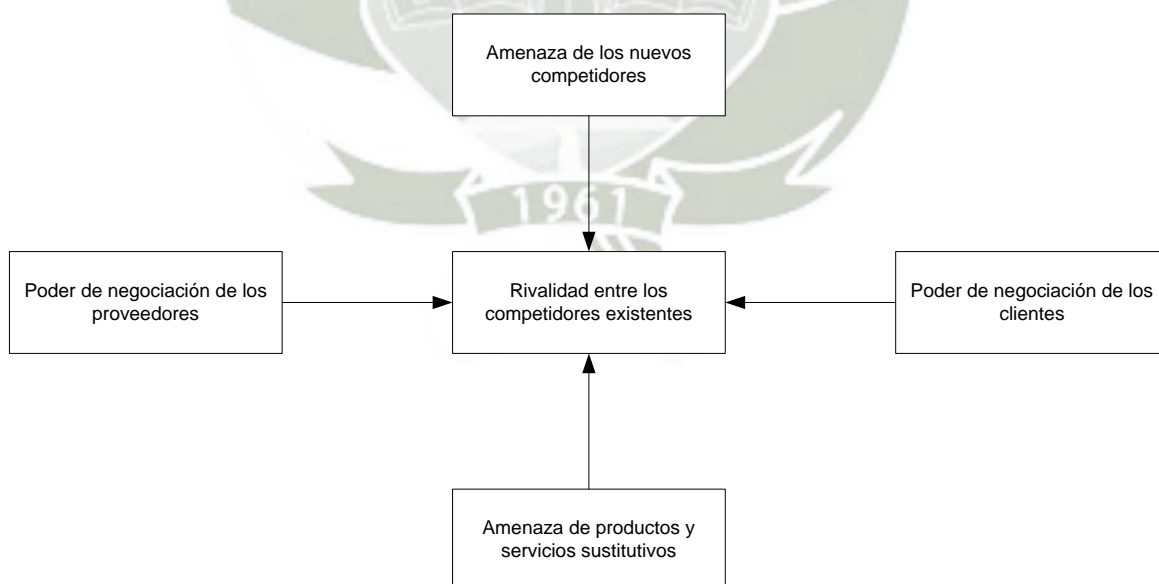 Amenaza de los nuevos
competidores
1961
Poder de negociación de los
proveedores
Rivalidad entre los
competidores existentes
Poder de negociación de los
clientes
Amenaza de productos y
servicios sustitutivos